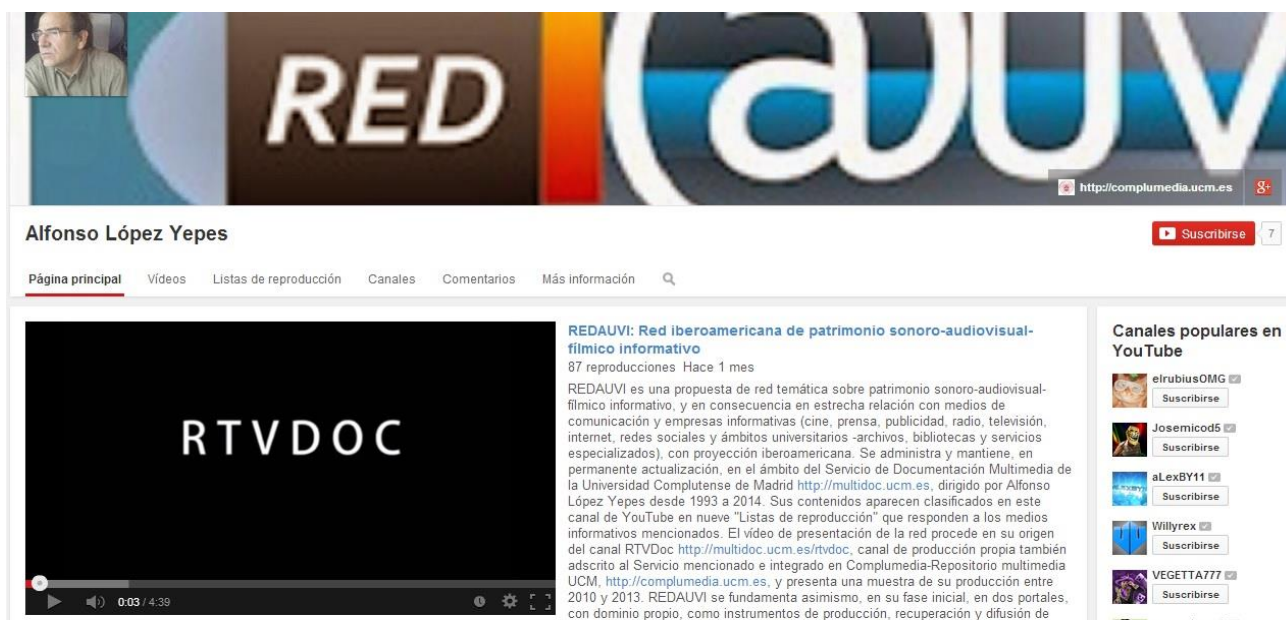 RED @UV
http://complumedia.ucm.es
Alfonso López Yepes
Suscribirse 7
Página principal Vídeos Listas de reproducción Canales Comentarios Más información
RTVDOC
0:03 / 4:39
REDAUVI: Red iberoamericana de patrimonio sonoro-audiovisual-
fílmico informativo
87 reproducciones Hace 1 mes
REDAUVI es una propuesta de red temática sobre patrimonio sonoro-audiovisual-
fílmico informativo, y en consecuencia en estrecha relación con medios de
comunicación y empresas informativas (cine, prensa, publicidad, radio, televisión,
internet, redes sociales y ámbitos universitarios -archivos, bibliotecas y servicios
especializados), con proyección iberoamericana. Se administra y mantiene, en
permanente actualización, en el ámbito del Servicio de Documentación Multimedia de
la Universidad Complutense de Madrid http://multidoc.ucm.es, dirigido por Alfonso
López Yepes desde 1993 a 2014. Sus contenidos aparecen clasificados en este
canal de YouTube en nueve "Listas de reproducción" que responden a los medios
informativos mencionados. El vídeo de presentación de la red procede en su origen
del canal RTVDoc http://multidoc.ucm.es/rtvdoc, canal de producción propia también
adscrito al Servicio mencionado e integrado en Complumedia-Repositorio multimedia
UCM, http://complumedia.ucm.es, y presenta una muestra de su producción entre
2010 y 2013. REDAUVI se fundamenta asimismo, en su fase inicial, en dos portales,
con dominio propio, como instrumentos de producción, recuperación y difusión de
Canales populares en
YouTube
elrubiusOMG
Suscribirse
Josemicod5
Suscribirse
aLexBY11
Suscribirse
Willyrex
Suscribirse
VEGETTA777
Suscribirse